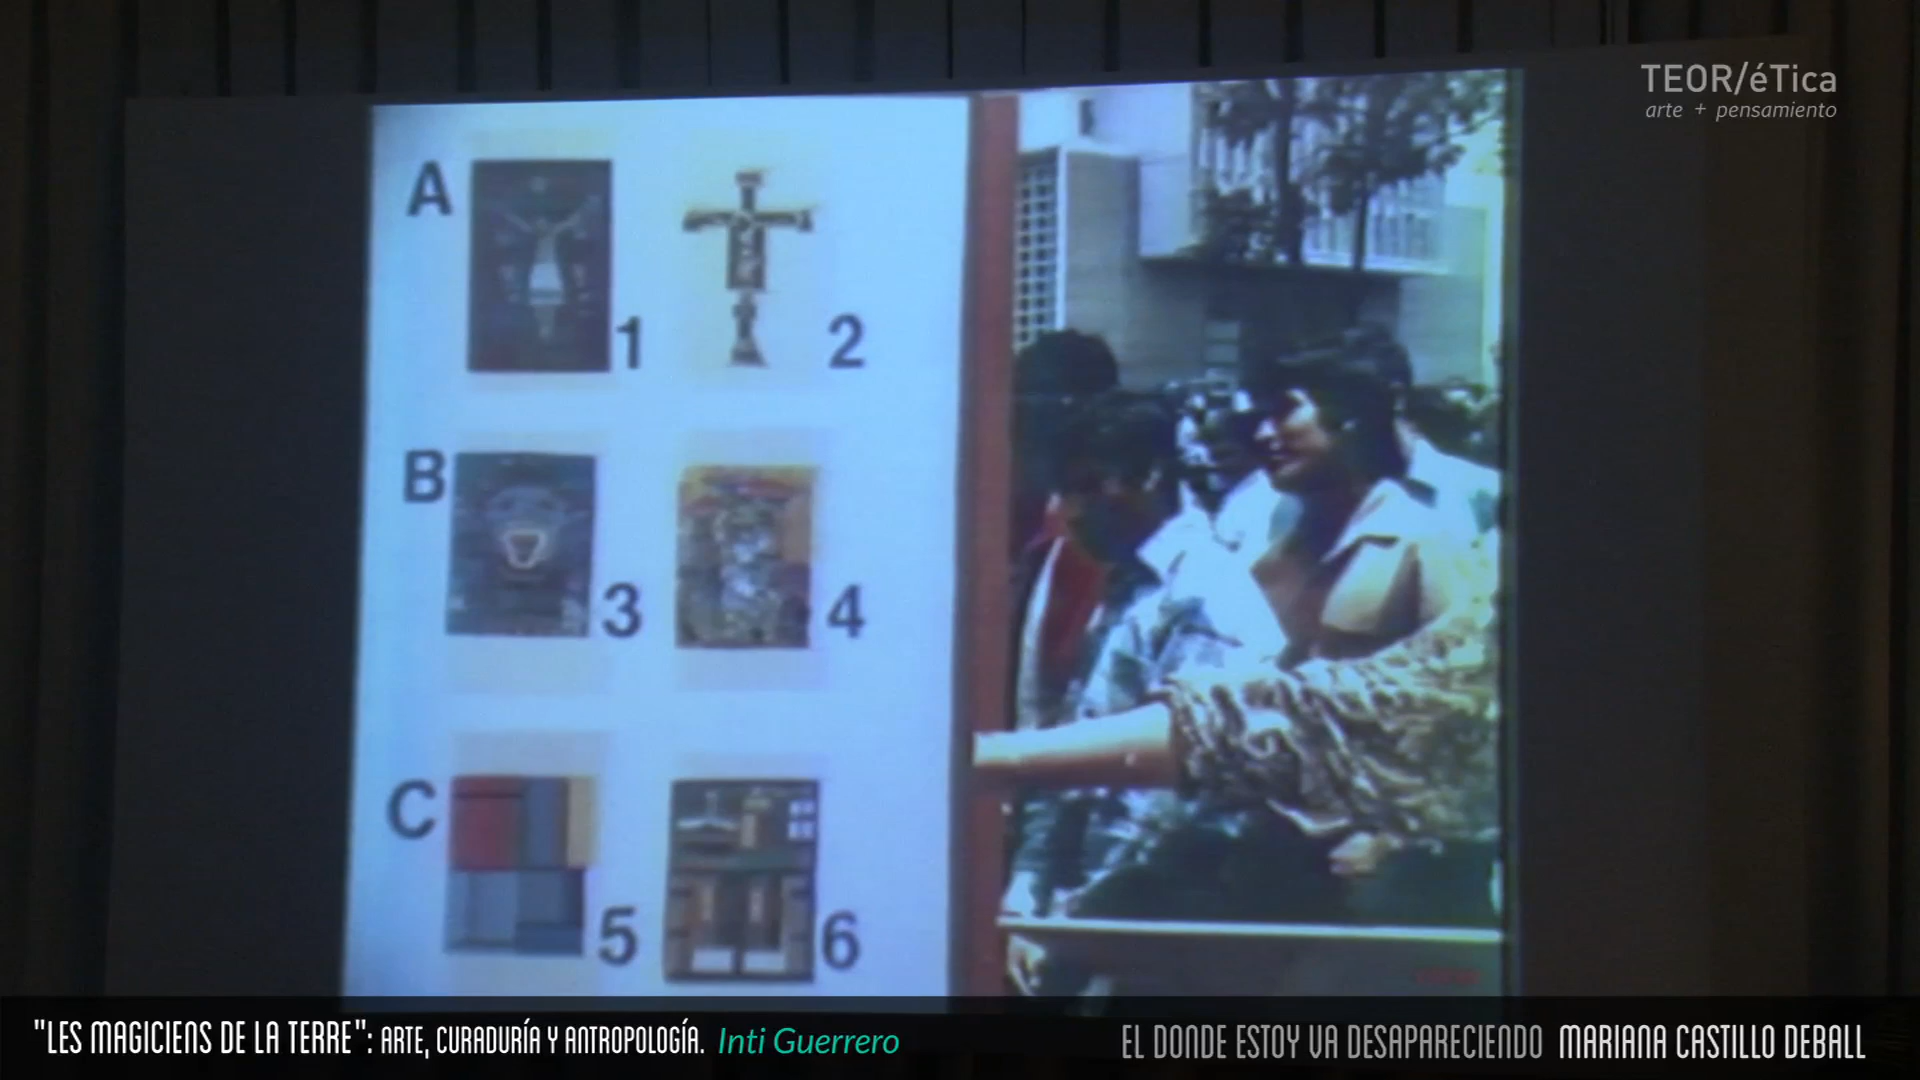 TEOR/éTica
arte + pensamiento
A
1
2
B
3
4
C
5
6
"LES MAGICIENS DE LA TERRE": ARTE, CURADURÍA Y ANTROPOLOGÍA. Inti Guerrero
EL DONDE ESTOY VA DESAPARECIENDO MARIANA CASTILLO DEBALL